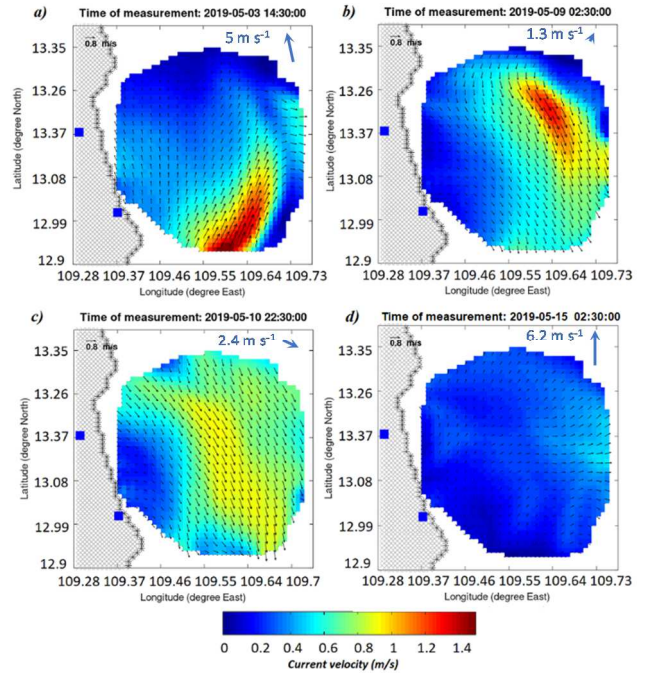 a) Time of measurement: 2019-05-03 14:30:00
5 m s⁻¹
0.8 m/s
13.35
13.26
13.37
13.08
12.99
12.9
Latitude (degree North)
109.28 109.37 109.46 109.55 109.64 109.73
Longitude (degree East)
b) Time of measurement: 2019-05-09 02:30:00
1.3 m s⁻¹
0.8 m/s
13.35
13.26
13.37
13.08
12.99
12.9
Latitude (degree North)
109.28 109.37 109.46 109.55 109.64 109.73
Longitude (degree East)
c) Time of measurement: 2019-05-10 22:30:00
2.4 m s⁻¹
0.8 m/s
13.35
13.26
13.37
13.08
12.99
12.9
Latitude (degree North)
109.28 109.37 109.46 109.55 109.64 109.7
Longitude (degree East)
d) Time of measurement: 2019-05-15 02:30:00
6.2 m s⁻¹
0.8 m/s
13.35
13.26
13.37
13.08
12.99
12.9
Latitude (degree North)
109.28 109.37 109.46 109.55 109.64 109.73
Longitude (degree East)
0 0.2 0.4 0.6 0.8 1 1.2 1.4
Current velocity (m/s)